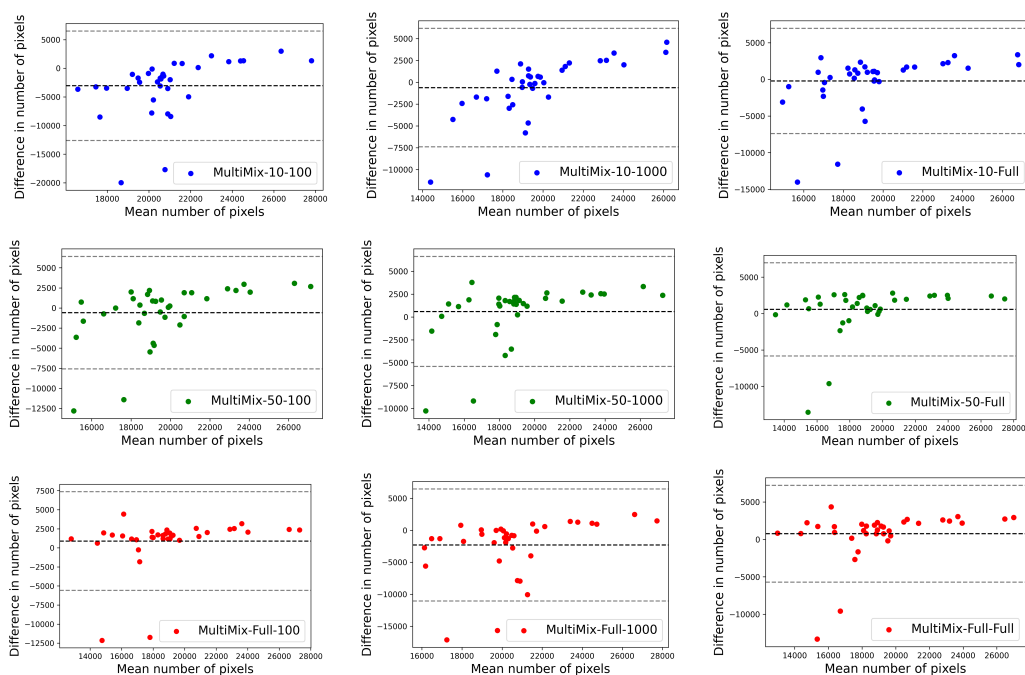 Difference in number of pixels
5000
0
−5000
−10000
−15000
−20000
MultiMix-10-100
16000 18000 20000 22000 24000 26000 28000
Mean number of pixels
Difference in number of pixels
5000
2500
0
−2500
−5000
−7500
−10000
MultiMix-10-1000
14000 16000 18000 20000 22000 24000 26000
Mean number of pixels
Difference in number of pixels
5000
0
−5000
−10000
−15000
MultiMix-10-Full
16000 18000 20000 22000 24000 26000
Mean number of pixels
Difference in number of pixels
5000
2500
0
−2500
−5000
−7500
−10000
−12500
MultiMix-50-100
16000 18000 20000 22000 24000 26000
Mean number of pixels
Difference in number of pixels
5000
2500
0
−2500
−5000
−7500
−10000
MultiMix-50-1000
14000 16000 18000 20000 22000 24000 26000
Mean number of pixels
Difference in number of pixels
5000
0
−5000
−10000
MultiMix-50-Full
14000 16000 18000 20000 22000 24000 26000 28000
Mean number of pixels
Difference in number of pixels
7500
5000
2500
0
−2500
−5000
−7500
−10000
−12500
MultiMix-Full-100
14000 16000 18000 20000 22000 24000 26000 28000
Mean number of pixels
Difference in number of pixels
5000
0
−5000
−10000
−15000
MultiMix-Full-1000
16000 18000 20000 22000 24000 26000 28000
Mean number of pixels
Difference in number of pixels
5000
0
−5000
−10000
MultiMix-Full-Full
14000 16000 18000 20000 22000 24000 26000
Mean number of pixels